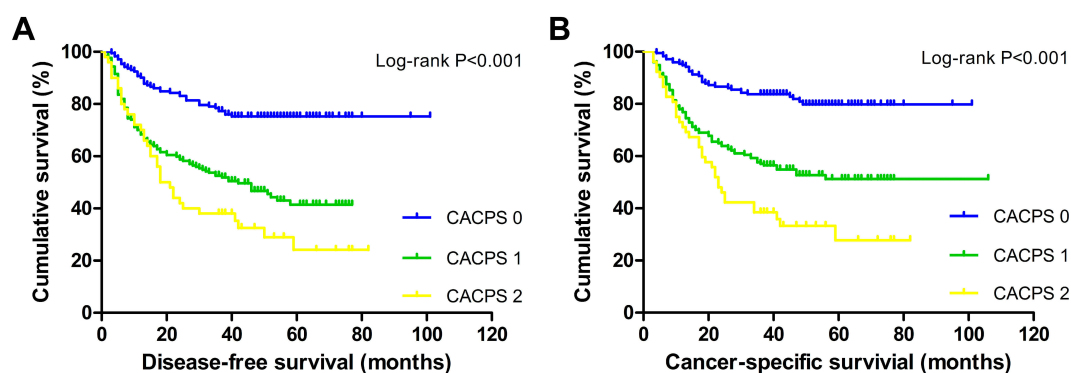 A
Log-rank P<0.001
Cumulative survival (%)
100
80
60
40
20
0
CACPS 0
CACPS 1
CACPS 2
0 20 40 60 80 100 120
Disease-free survival (months)
B
Log-rank P<0.001
Cumulative survival (%)
100
80
60
40
20
0
CACPS 0
CACPS 1
CACPS 2
0 20 40 60 80 100 120
Cancer-specific survivial (months)